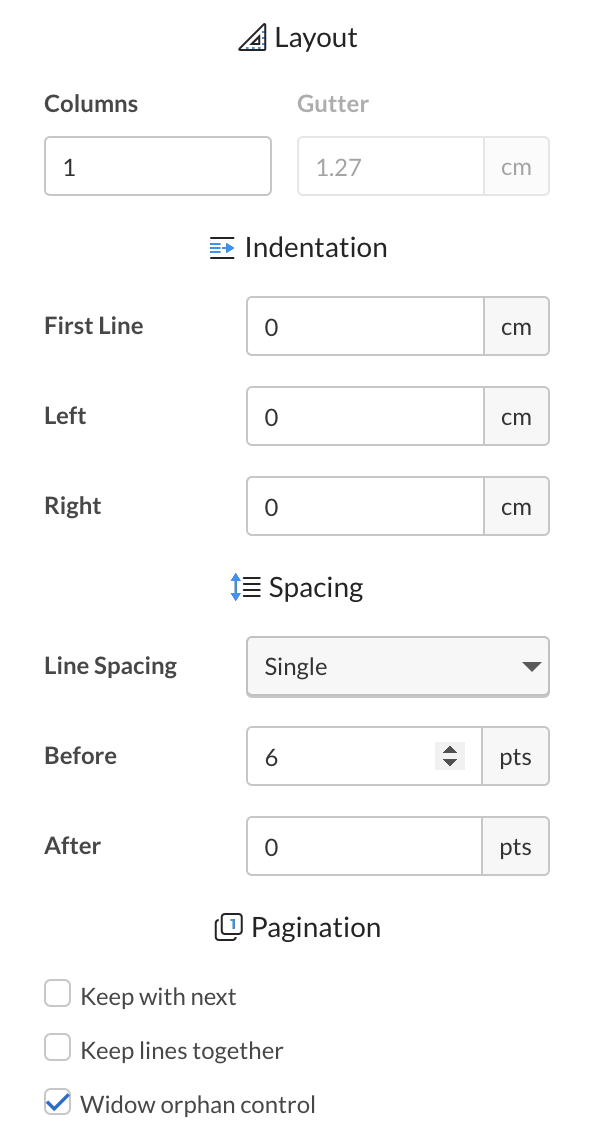 Layout
Columns Gutter
1 1.27 cm
Indentation
First Line 0 cm
Left 0 cm
Right 0 cm
Spacing
Line Spacing Single
Before 6 pts
After 0 pts
1 Pagination
Keep with next
Keep lines together
Widow orphan control